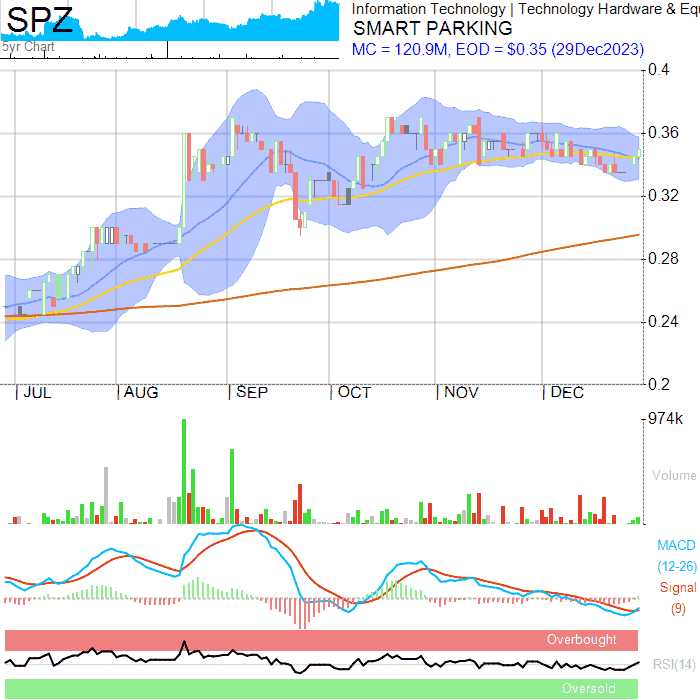 SPZ
5yr Chart
Information Technology | Technology Hardware & Equ
SMART PARKING
MC = 120.9M, EOD = $0.35 (29Dec2023)
0.4
0.36
0.32
0.28
0.24
0.2
JUL AUG SEP OCT NOV DEC
974k
Volume
MACD
(12-26)
Signal
(9)
Overbought
RSI(14)
Oversold